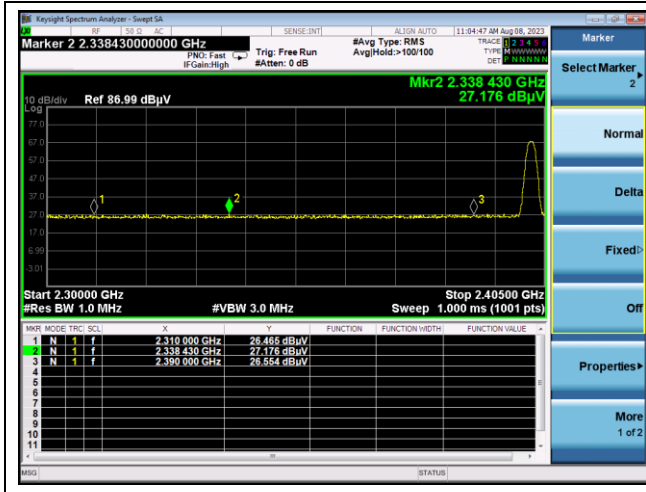 Keysight Spectrum Analyzer - Swept SA
RF 50 Ω AC SENSE:INT ALIGN AUTO 11:04:47 AM Aug 08, 2023
Marker 2 2.338430000000 GHz
PNO: Fast
IFGain:High
Trig: Free Run
#Atten: 0 dB
#Avg Type: RMS
Avg|Hold:>100/100
TRACE 1 2 3 4 5 6
TYPE M WWWWW
DET P N N N N N
Mkr2 2.338 430 GHz
27.176 dBµV
10 dB/div Ref 86.99 dBµV
Log
77.0
67.0
57.0
47.0
37.0
27.0
17.0
6.99
-3.01
1
2
3
Start 2.30000 GHz Stop 2.40500 GHz
#Res BW 1.0 MHz #VBW 3.0 MHz Sweep 1.000 ms (1001 pts)
MKR MODE TRC SCL X Y FUNCTION FUNCTION WIDTH FUNCTION VALUE
1 N 1 f 2.310 000 GHz 26.465 dBµV
2 N 1 f 2.338 430 GHz 27.176 dBµV
3 N 1 f 2.390 000 GHz 26.554 dBµV
4
5
6
7
8
9
10
11
MSG STATUS
Marker
Select Marker
2
Normal
Delta
Fixed
Off
Properties
More
1 of 2